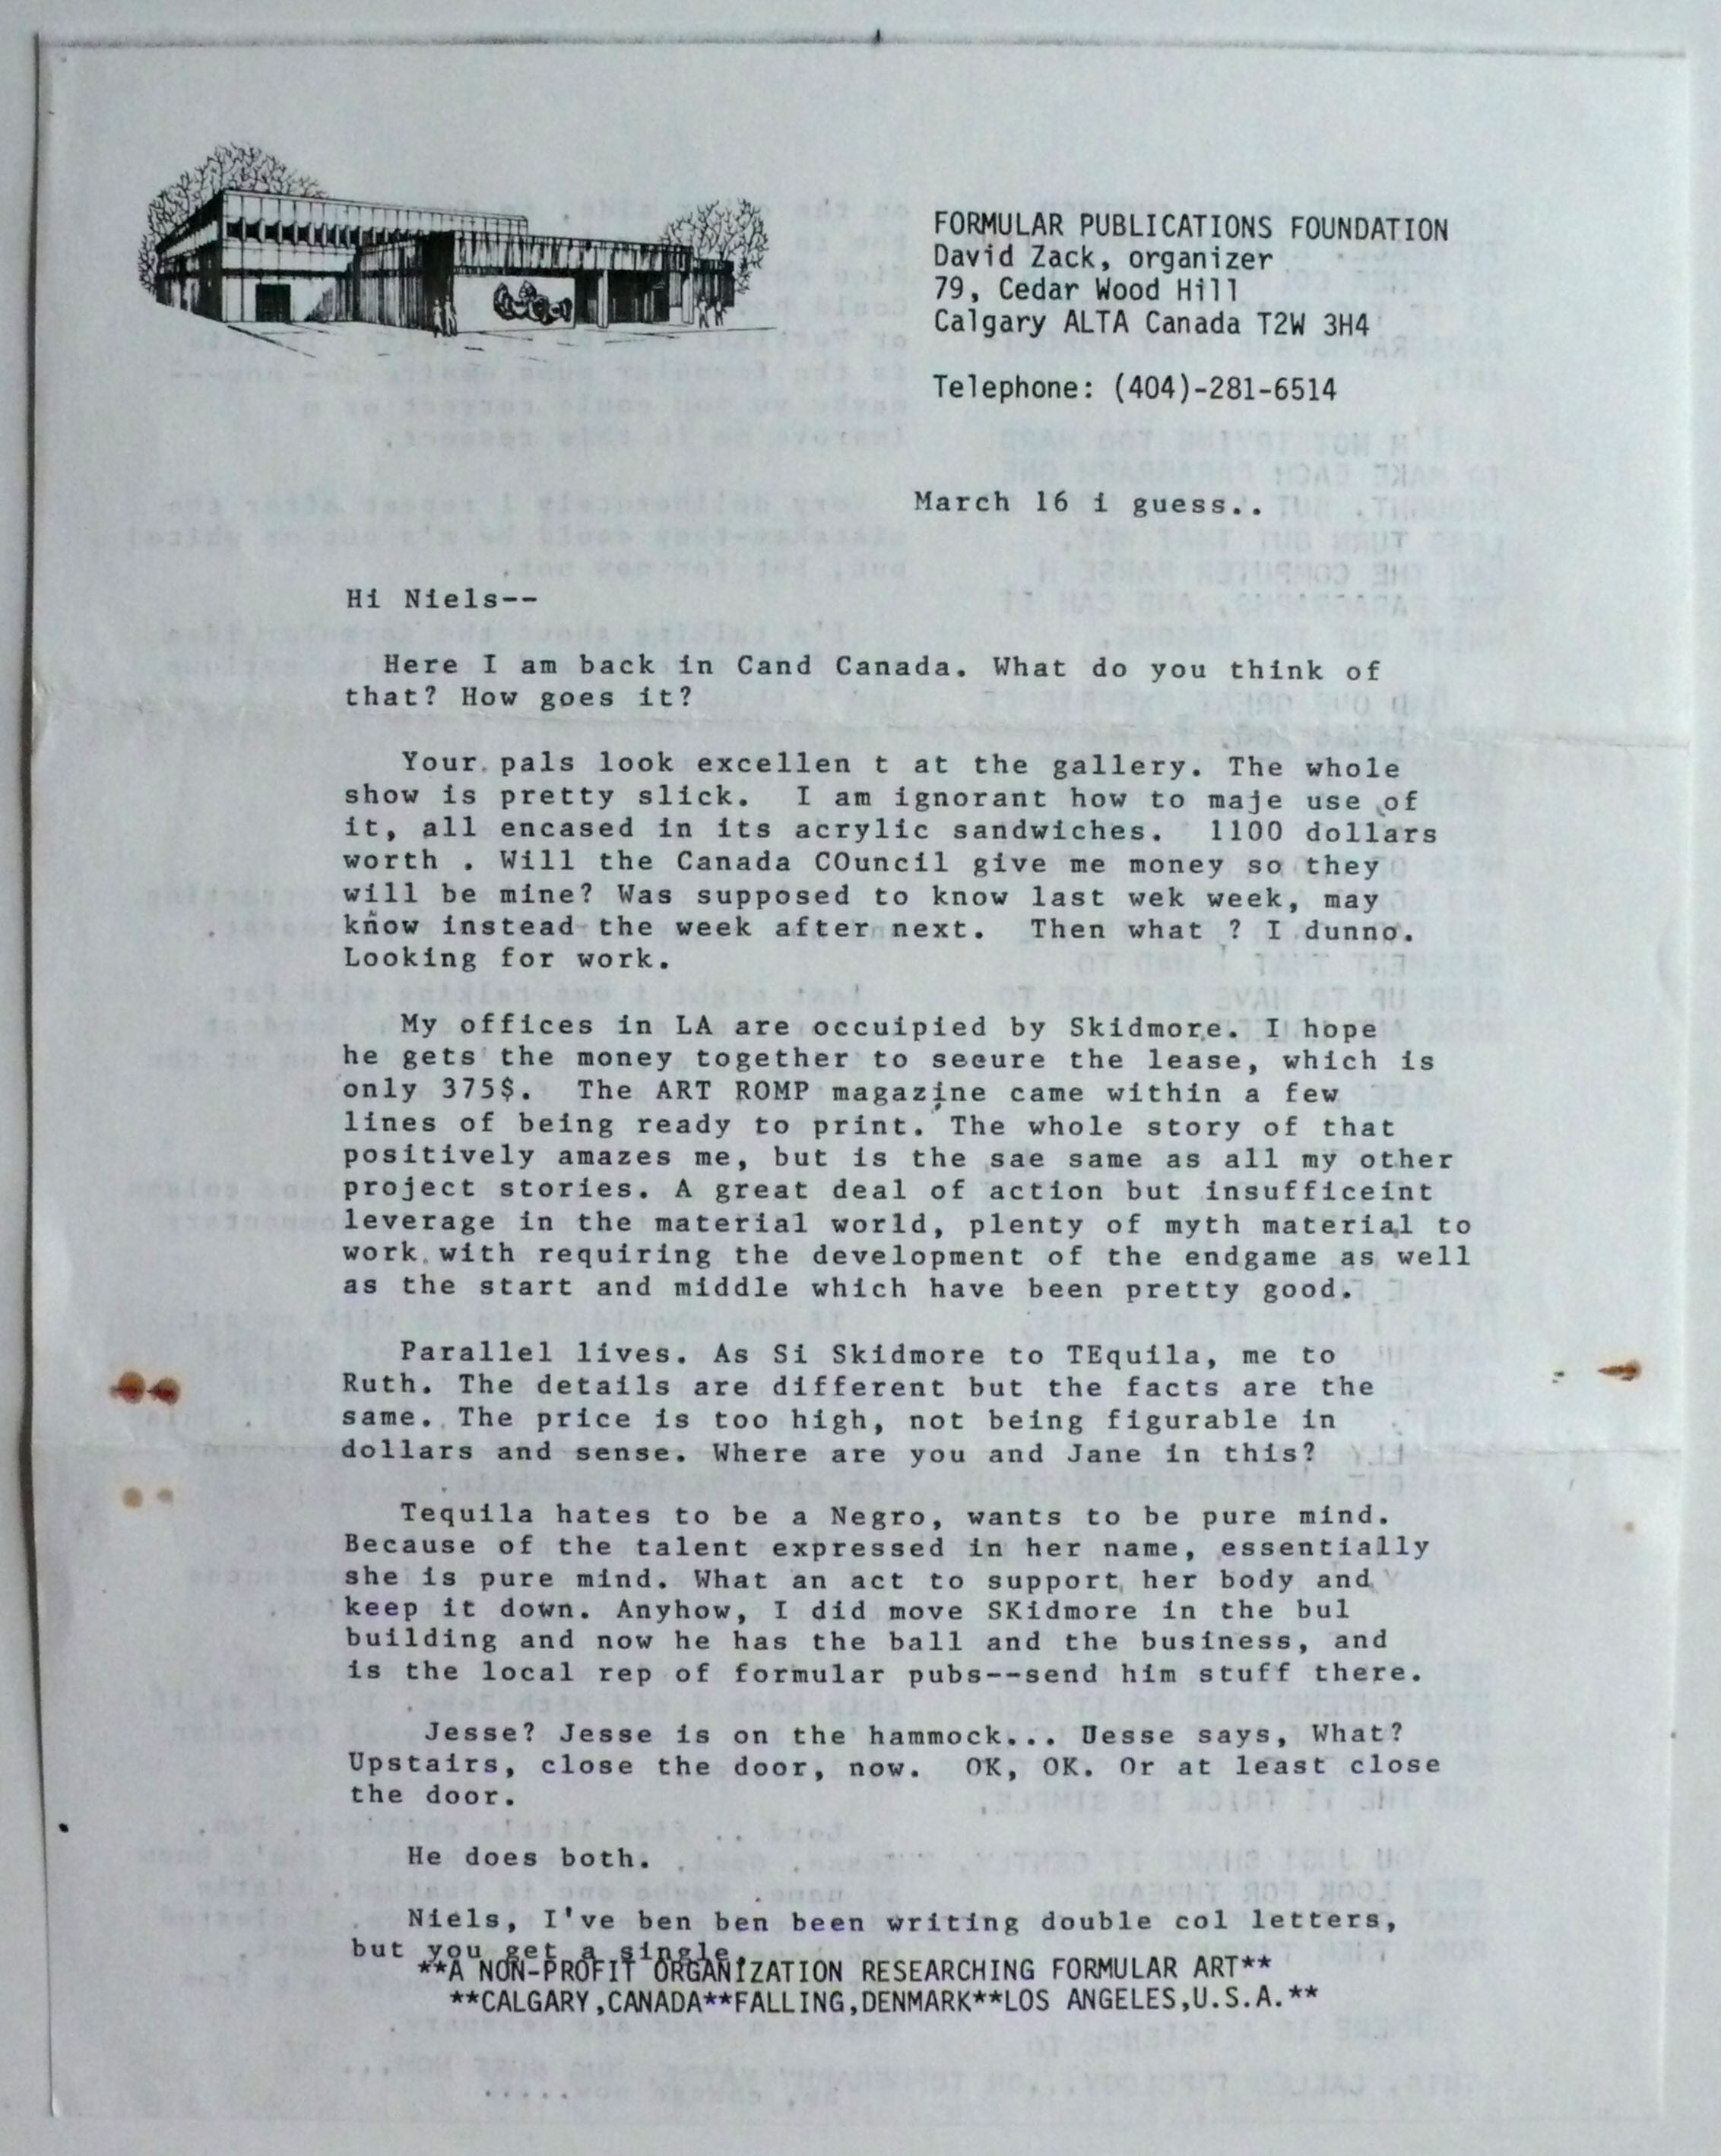 FORMULAR PUBLICATIONS FOUNDATION
David Zack, organizer
79, Cedar Wood Hill
Calgary ALTA Canada T2W 3H4
Telephone: (404)-281-6514
March 16 i guess..
Hi Niels--
Here I am back in Cand Canada. What do you think of
that? How goes it?
Your pals look excellen t at the gallery. The whole
show is pretty slick. I am ignorant how to maje use of
it, all encased in its acrylic sandwiches. 1100 dollars
worth . Will the Canada COuncil give me money so they
will be mine? Was supposed to know last wek week, may
know instead the week after next. Then what ? I dunno.
Looking for work.
My offices in LA are occuipied by Skidmore. I hope
he gets the money together to seeure the lease, which is
only 375$. The ART ROMP magazine came within a few
lines of being ready to print. The whole story of that
positively amazes me, but is the sae same as all my other
project stories. A great deal of action but insufficeint
leverage in the material world, plenty of myth material to
work with requiring the development of the endgame as well
as the start and middle which have been pretty good.
Parallel lives. As Si Skidmore to TEquila, me to
Ruth. The details are different but the facts are the
same. The price is too high, not being figurable in
dollars and sense. Where are you and Jane in this?
Tequila hates to be a Negro, wants to be pure mind.
Because of the talent expressed in her name, essentially
she is pure mind. What an act to support her body and
keep it down. Anyhow, I did move SKidmore in the bul
building and now he has the ball and the business, and
is the local rep of formular pubs--send him stuff there.
Jesse? Jesse is on the hammock... Uesse says, What?
Upstairs, close the door, now. OK, OK. Or at least close
the door.
He does both.
Niels, I've ben ben been writing double col letters,
but you get a single.
**A NON-PROFIT ORGANIZATION RESEARCHING FORMULAR ART**
**CALGARY,CANADA**FALLING,DENMARK**LOS ANGELES,U.S.A.**